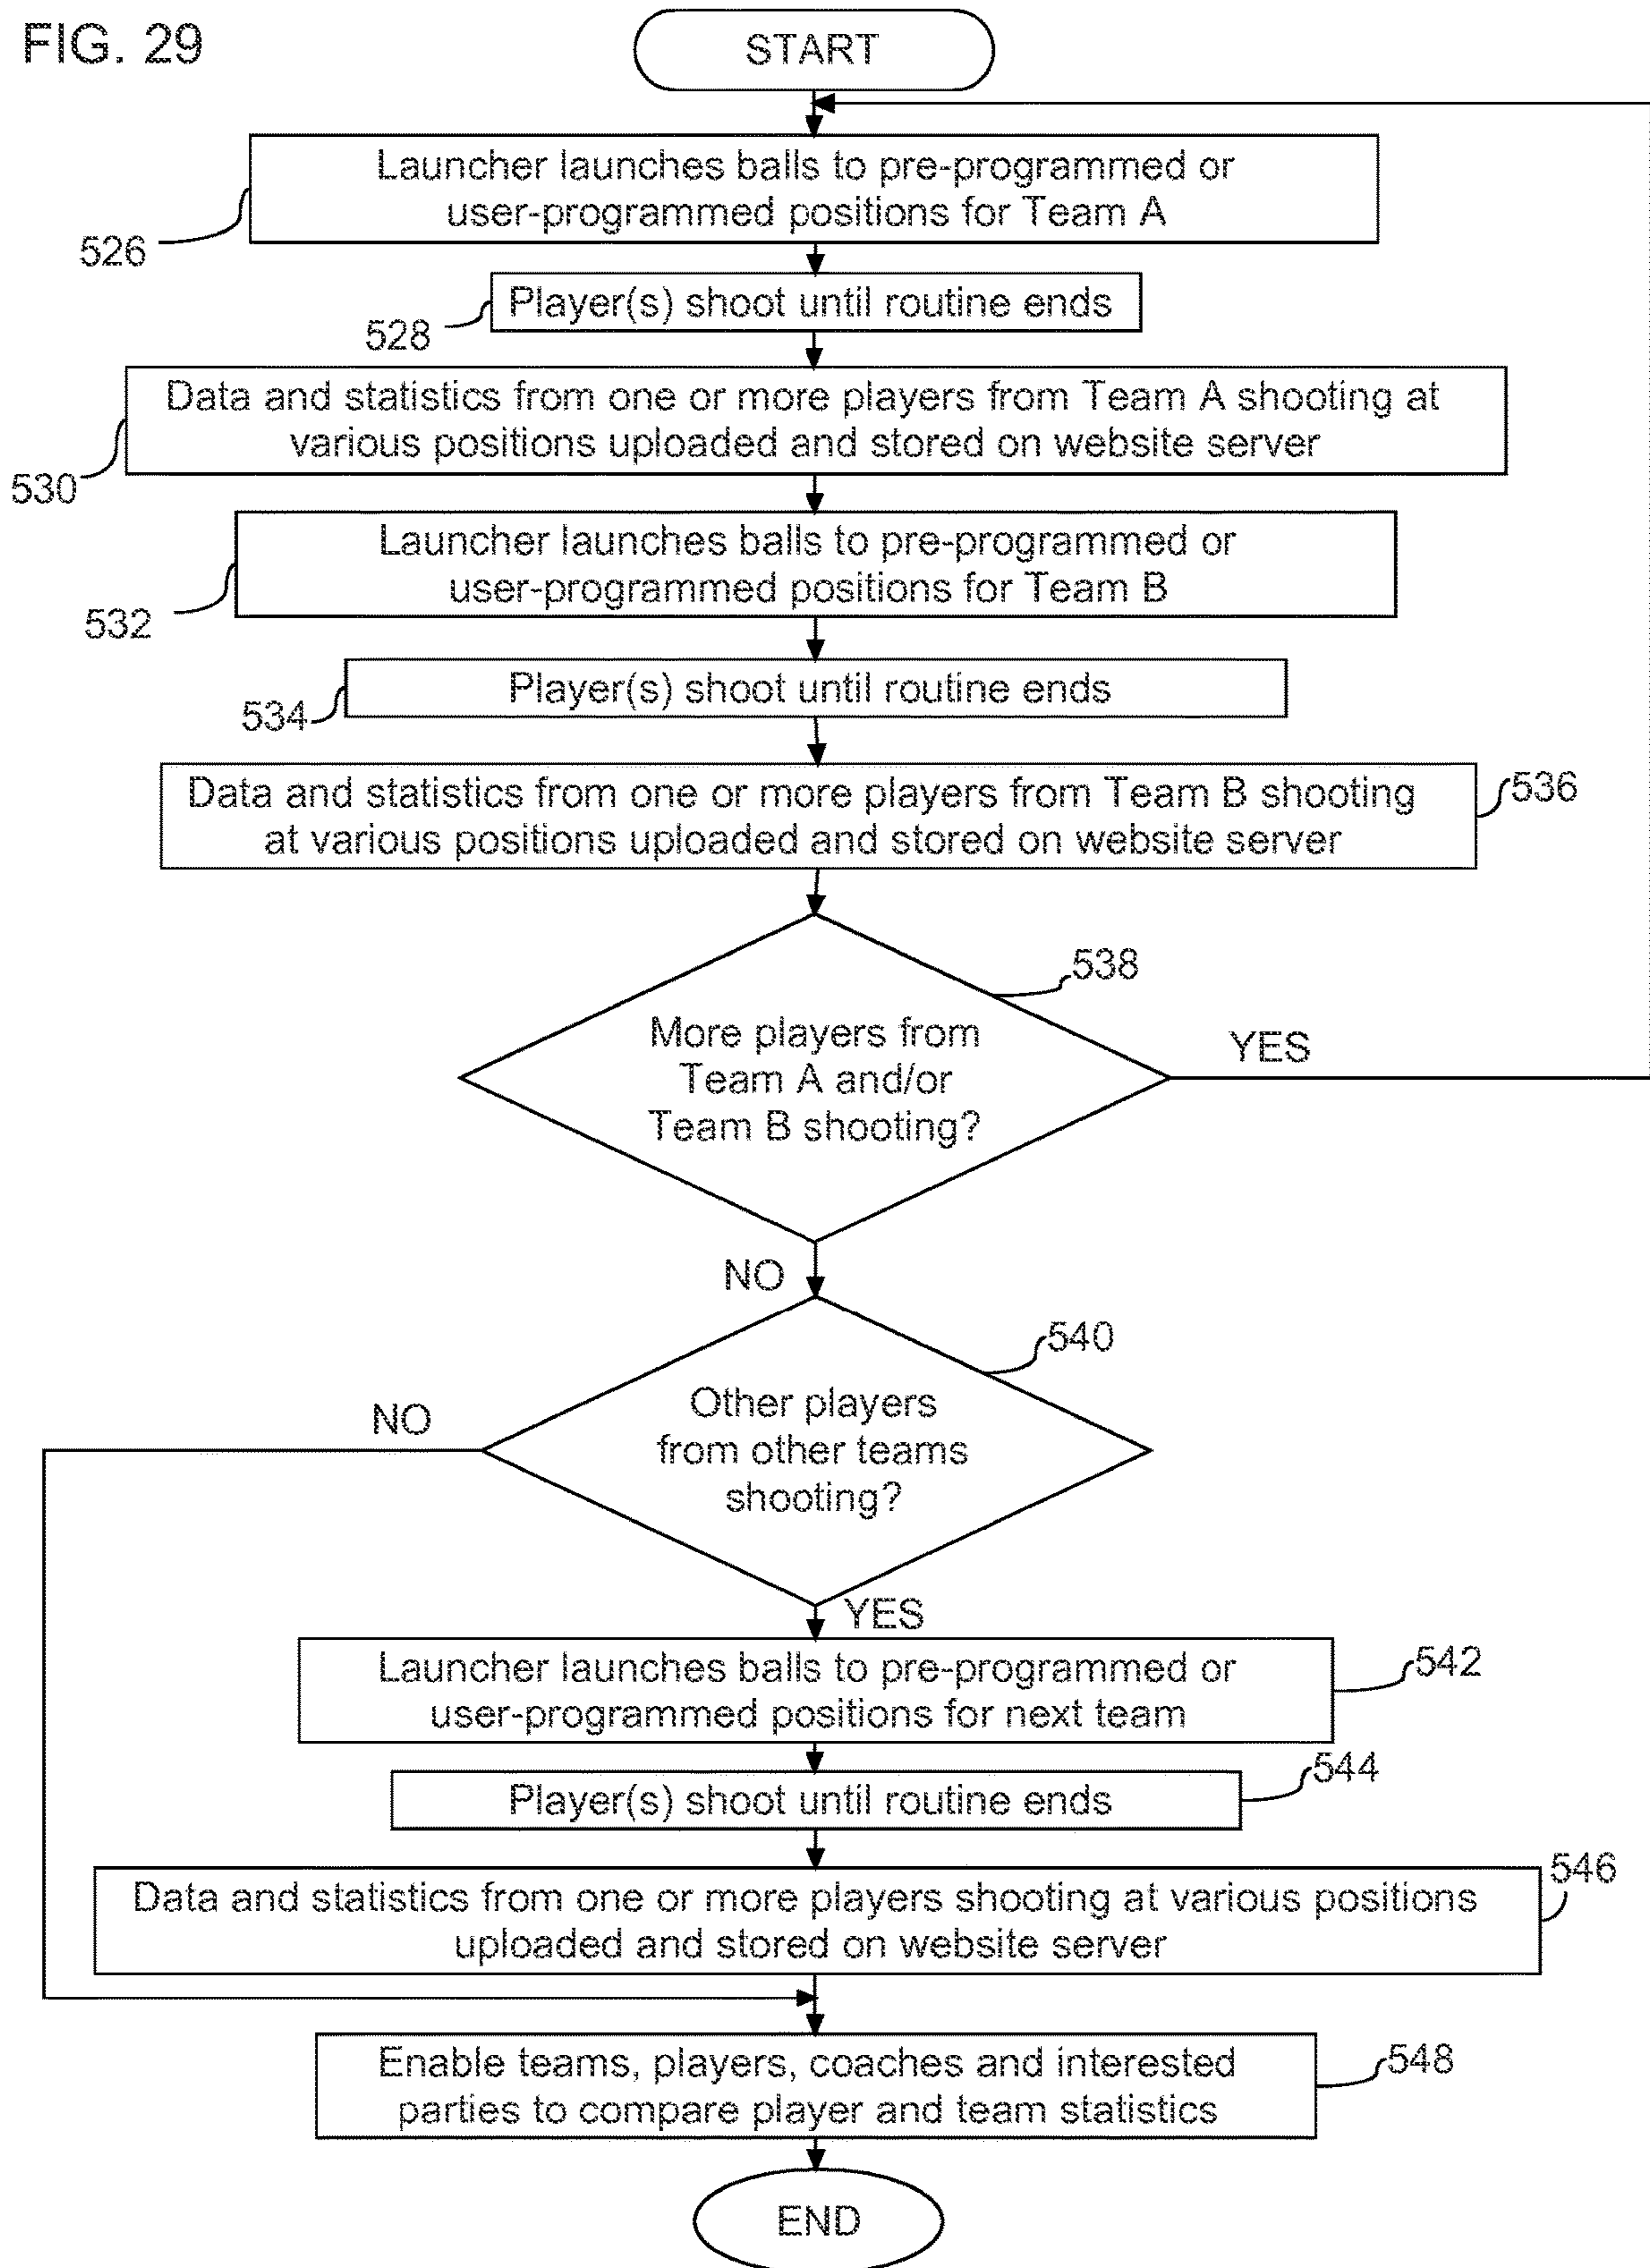 FIG. 29
START
Launcher launches balls to pre-programmed or
user-programmed positions for Team A
526
Player(s) shoot until routine ends
528
Data and statistics from one or more players from Team A shooting at
various positions uploaded and stored on website server
530
Launcher launches balls to pre-programmed or
user-programmed positions for Team B
532
Player(s) shoot until routine ends
534
Data and statistics from one or more players from Team B shooting
at various positions uploaded and stored on website server
536
538
More players from
Team A and/or
Team B shooting?
YES
NO
540
Other players
from other teams
shooting?
NO
YES
Launcher launches balls to pre-programmed or
user-programmed positions for next team
542
Player(s) shoot until routine ends
544
Data and statistics from one or more players shooting at various positions
uploaded and stored on website server
546
Enable teams, players, coaches and interested
parties to compare player and team statistics
548
END